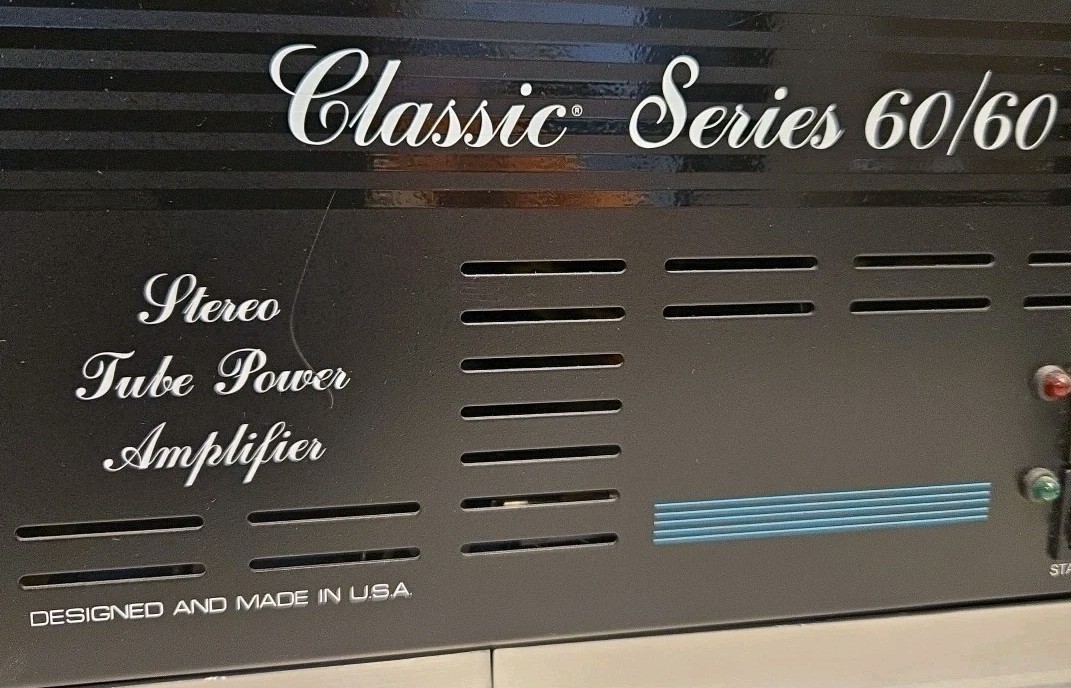 Classic® Series 60/60
Stereo
Tube Power
Amplifier
DESIGNED AND MADE IN U.S.A.